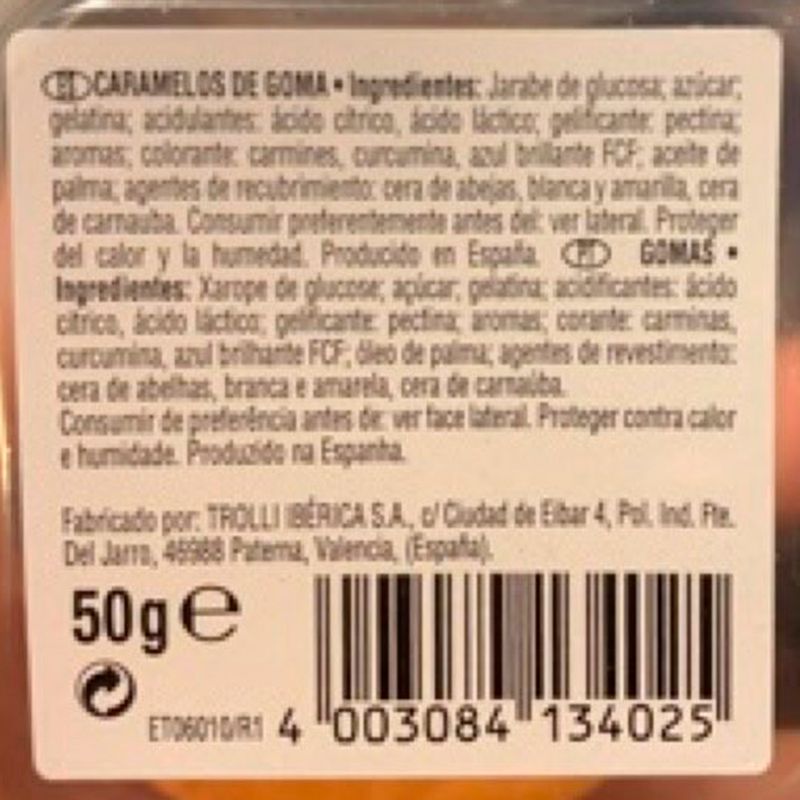 ES CARAMELOS DE GOMA • Ingredientes: Jarabe de glucosa; azúcar;
gelatina; acidulantes: ácido cítrico, ácido láctico; gelificante: pectina;
aromas; colorante: carmines, curcumina, azul brillante FCF; aceite de
palma; agentes de recubrimiento: cera de abejas, blanca y amarilla, cera
de carnauba. Consumir preferentemente antes del: ver lateral. Proteger
del calor y la humedad. Producido en España. PT GOMAS •
Ingredientes: Xarope de glucose; açúcar; gelatina; acidificantes: ácido
cítrico, ácido láctico; gelificante: pectina; aromas; corante: carminas,
curcumina, azul brilhante FCF; óleo de palma; agentes de revestimento:
cera de abelhas, branca e amarela, cera de carnaúba.
Consumir de preferência antes de: ver face lateral. Proteger contra calor
e humidade. Produzido na Espanha.
Fabricado por: TROLLI IBÉRICA S.A., c/ Ciudad de Eibar 4, Pol. Ind. Fte.
Del Jarro, 46988 Paterna, Valencia, (España).
50g ℮
ET06010/R1 4 003084 134025